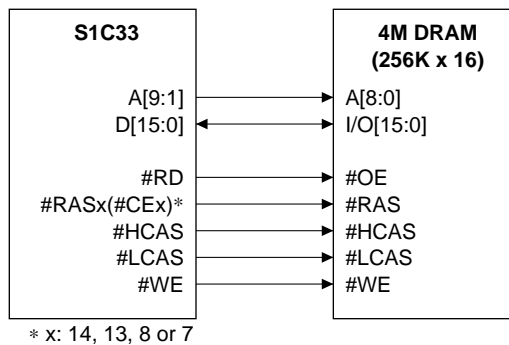 S1C33
4M DRAM
(256K x 16)
A[9:1]
A[8:0]
D[15:0]
I/O[15:0]
#RD
#OE
#RASx(#CEx)*
#RAS
#HCAS
#HCAS
#LCAS
#LCAS
#WE
#WE
* x: 14, 13, 8 or 7